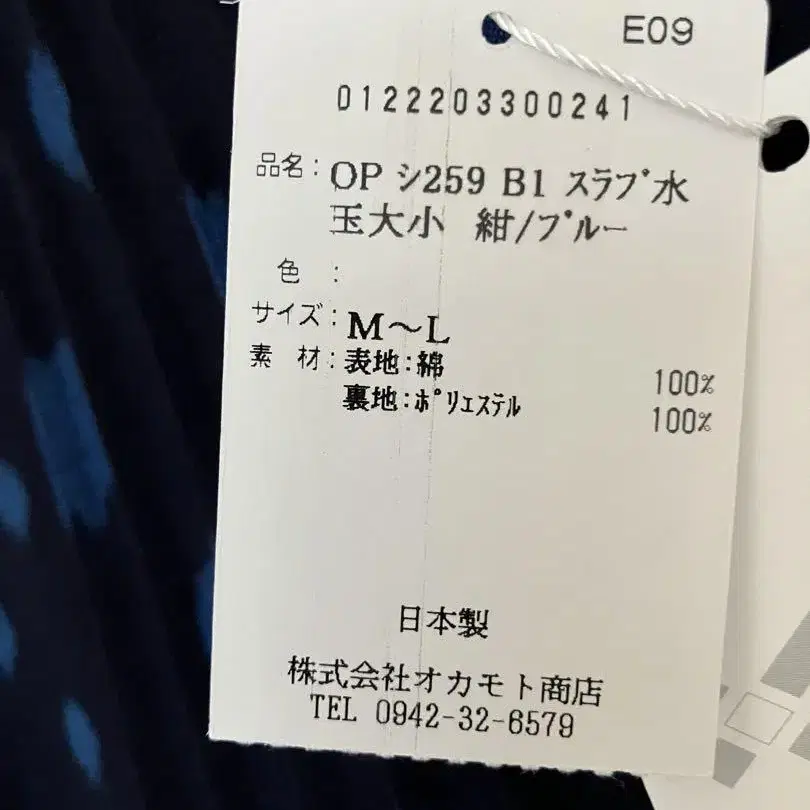 E09
0122203300241
品名：OP ｼ259 B1 ｽﾗﾌﾞ水
玉大小 紺/ﾌﾞﾙｰ
色 :
サイズ：M～L
素 材：表地：綿 100%
裏地：ﾎﾟﾘｴｽﾃﾙ 100%
日本製
株式会社オカモト商店
TEL 0942-32-6579